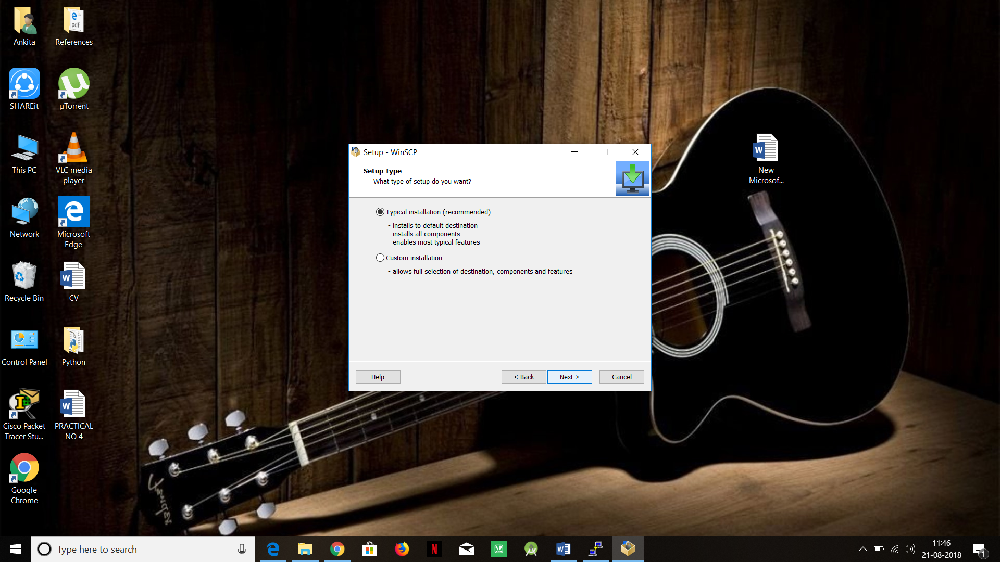 Ankita
References
pdf
SHAREit
µTorrent
This PC
VLC media
player
Network
Microsoft
Edge
Recycle Bin
CV
Control Panel
Python
Cisco Packet
Tracer Stu...
PRACTICAL
NO 4
Google
Chrome
New
Microsof...
Setup - WinSCP
Setup Type
What type of setup do you want?
Typical installation (recommended)
- installs to default destination
- installs all components
- enables most typical features
Custom installation
- allows full selection of destination, components and features
Help
< Back
Next >
Cancel
Fender
Type here to search
11:46
21-08-2018
1